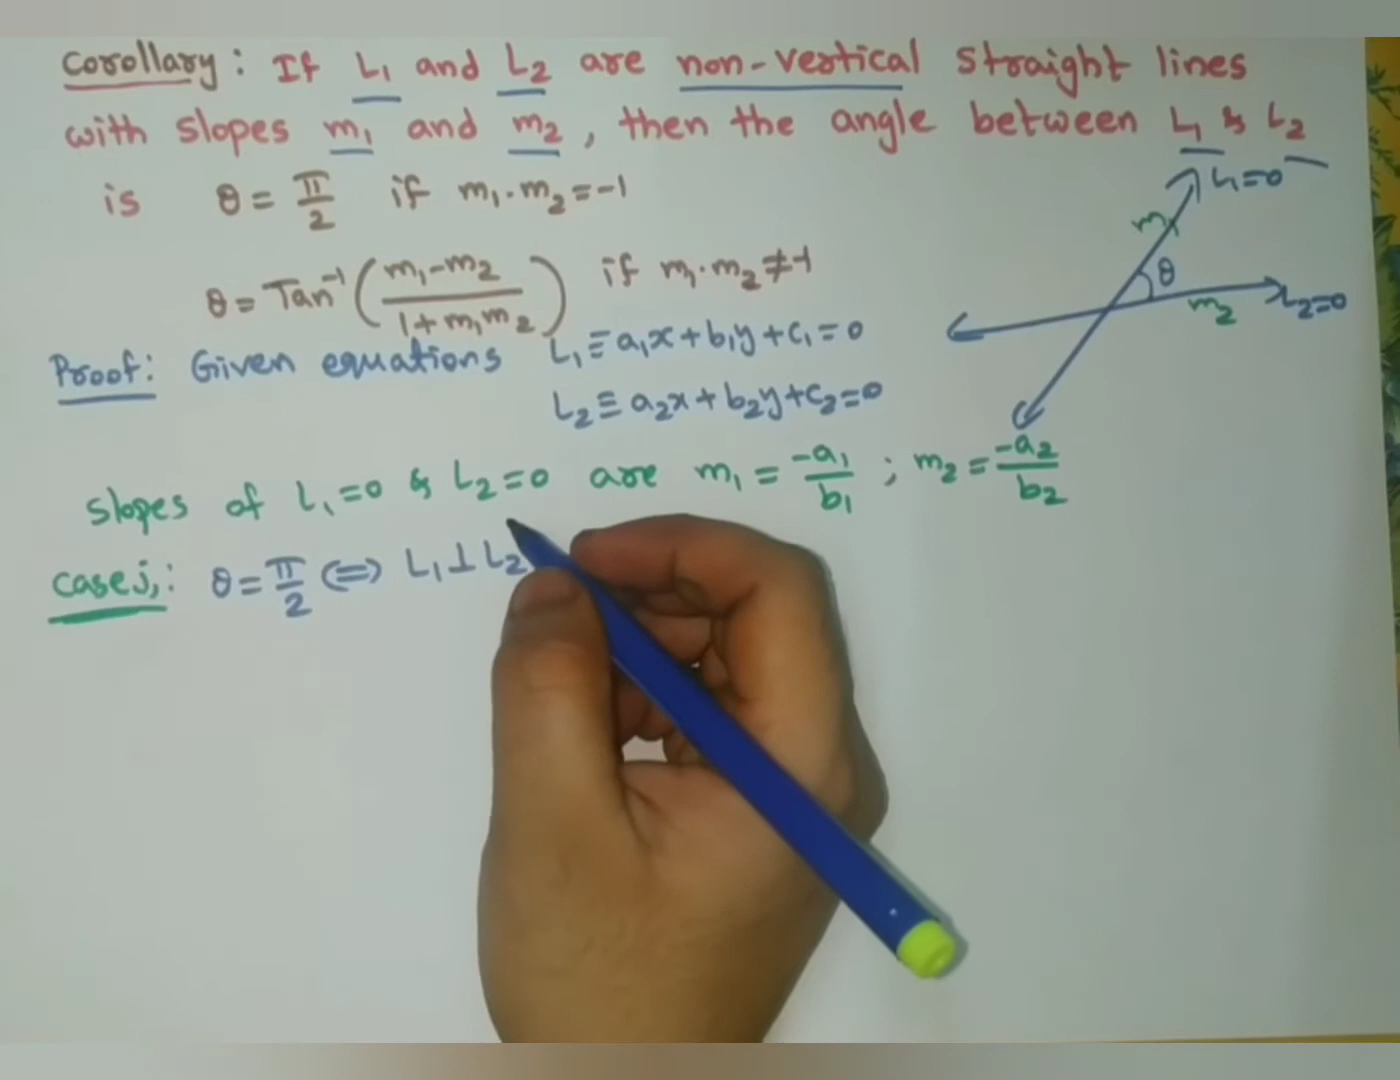 Corollary: If L₁ and L₂ are non-vertical straight lines
with slopes m₁ and m₂, then the angle between L₁ & L₂
is θ = π/2 if m₁.m₂=-1
θ = Tan⁻¹ (m₁-m₂/1+m₁m₂) if m₁.m₂≠-1
L₁=0
m₁
θ
m₂
L₂=0
Proof: Given equations L₁≡a₁x+b₁y+c₁=0
L₂≡a₂x+b₂y+c₂=0
slopes of L₁=0 & L₂=0 are m₁ = -a₁/b₁ ; m₂ = -a₂/b₂
case i,: θ=π/2 ⇔ L₁⊥L₂